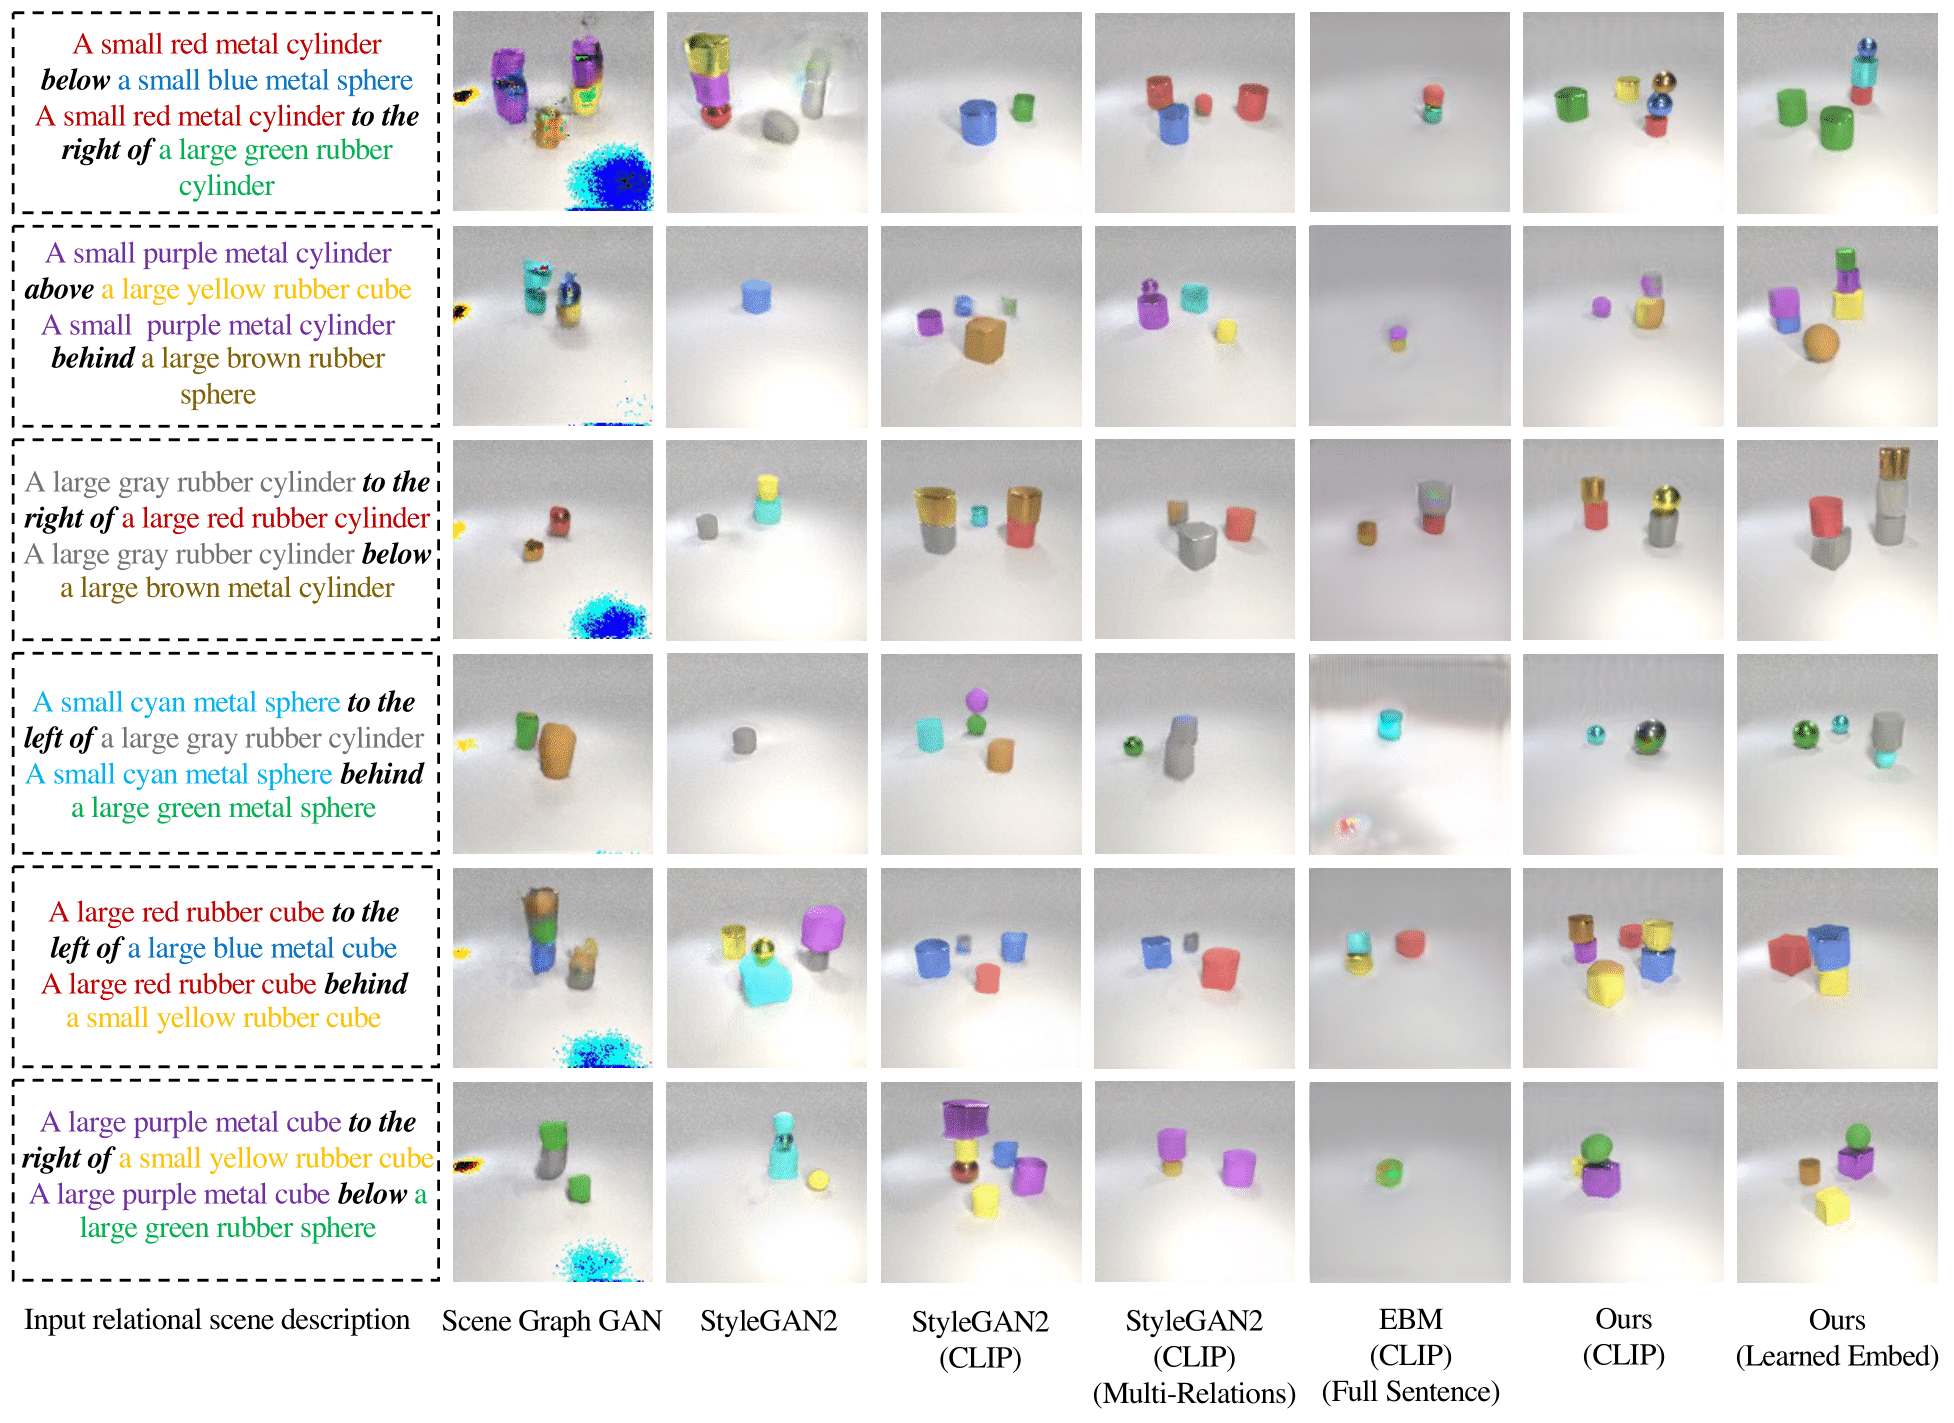 A small red metal cylinder
below a small blue metal sphere
A small red metal cylinder to the
right of a large green rubber
cylinder
A small purple metal cylinder
above a large yellow rubber cube
A small purple metal cylinder
behind a large brown rubber
sphere
A large gray rubber cylinder to the
right of a large red rubber cylinder
A large gray rubber cylinder below
a large brown metal cylinder
A small cyan metal sphere to the
left of a large gray rubber cylinder
A small cyan metal sphere behind
a large green metal sphere
A large red rubber cube to the
left of a large blue metal cube
A large red rubber cube behind
a small yellow rubber cube
A large purple metal cube to the
right of a small yellow rubber cube
A large purple metal cube below a
large green rubber sphere
Input relational scene description
Scene Graph GAN
StyleGAN2
StyleGAN2
(CLIP)
StyleGAN2
(CLIP)
(Multi-Relations)
EBM
(CLIP)
(Full Sentence)
Ours
(CLIP)
Ours
(Learned Embed)